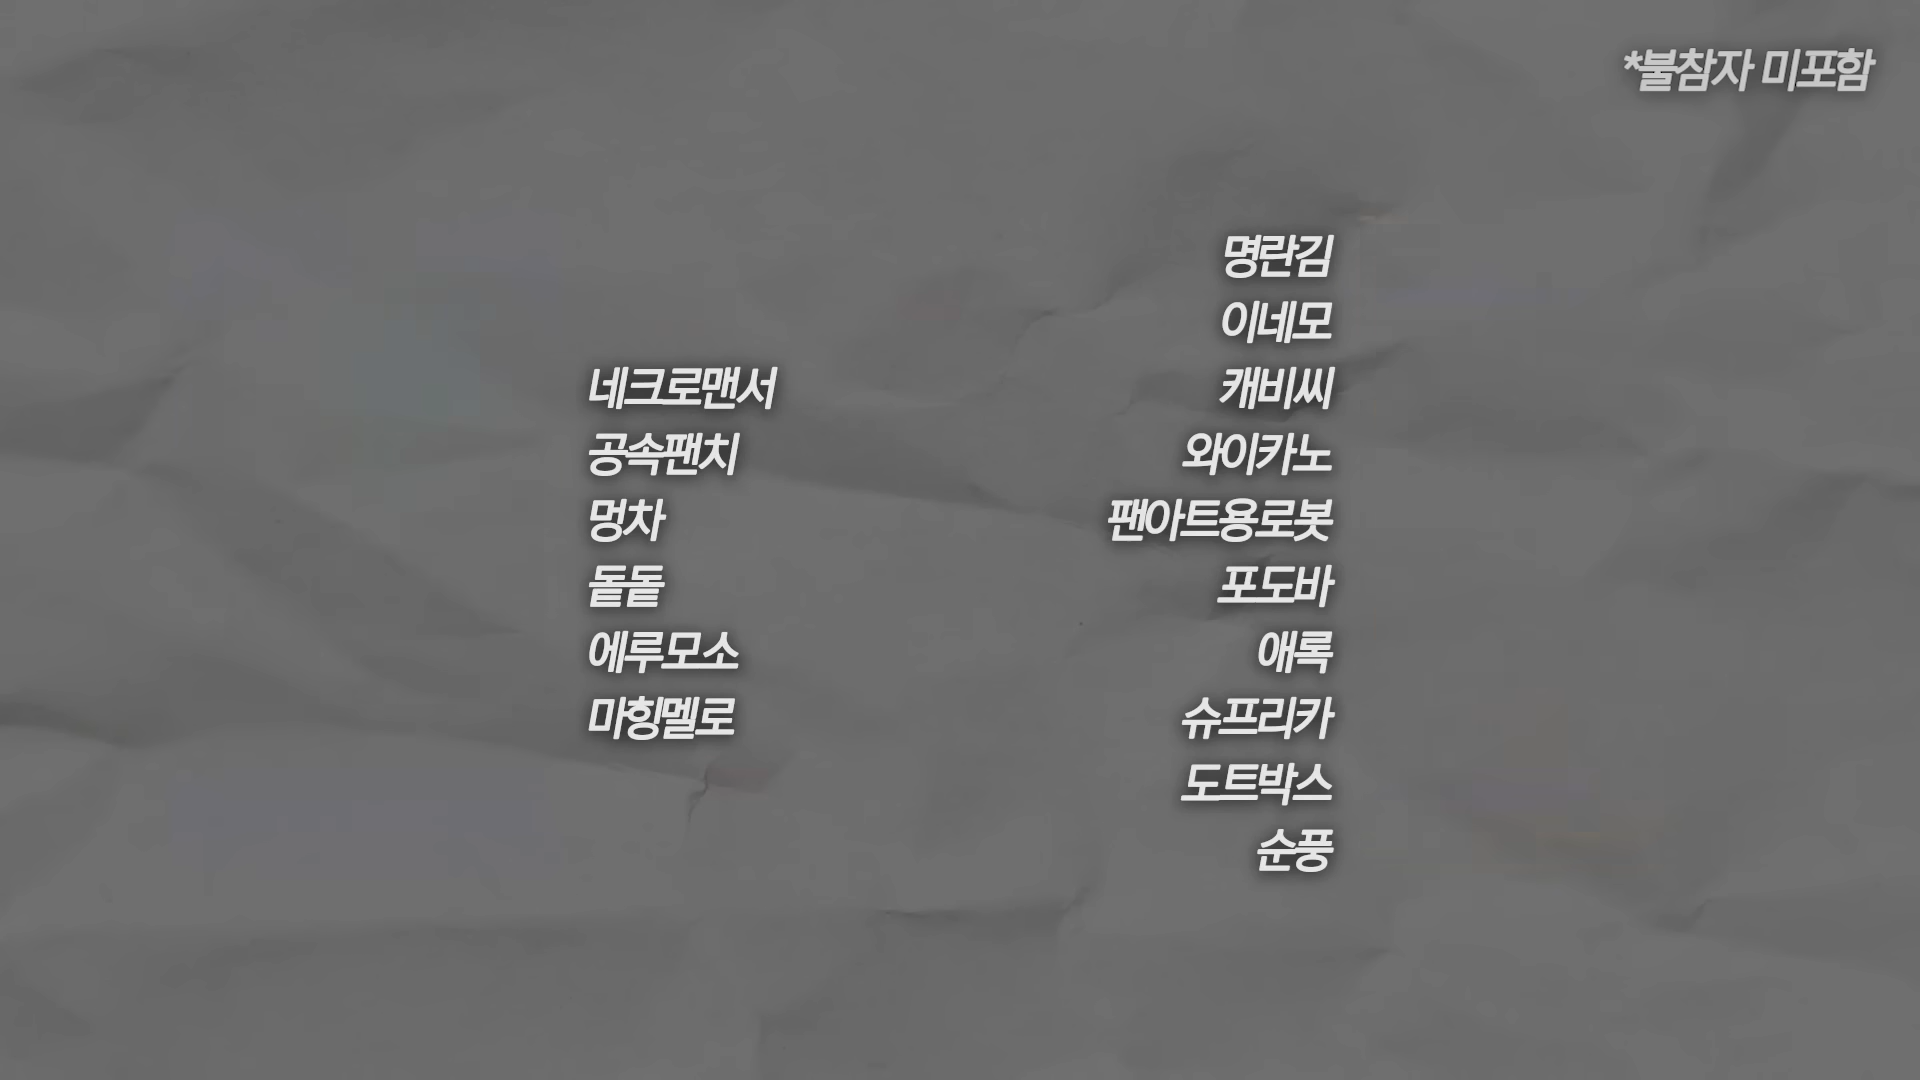 *불참자 미포함
네크로맨서
공속팬치
멍차
돋돋
에루모소
마힝멜로
명란김
이네모
캐비씨
와이카노
팬아트용로봇
포도바
애록
슈프리카
도트박스
순풍